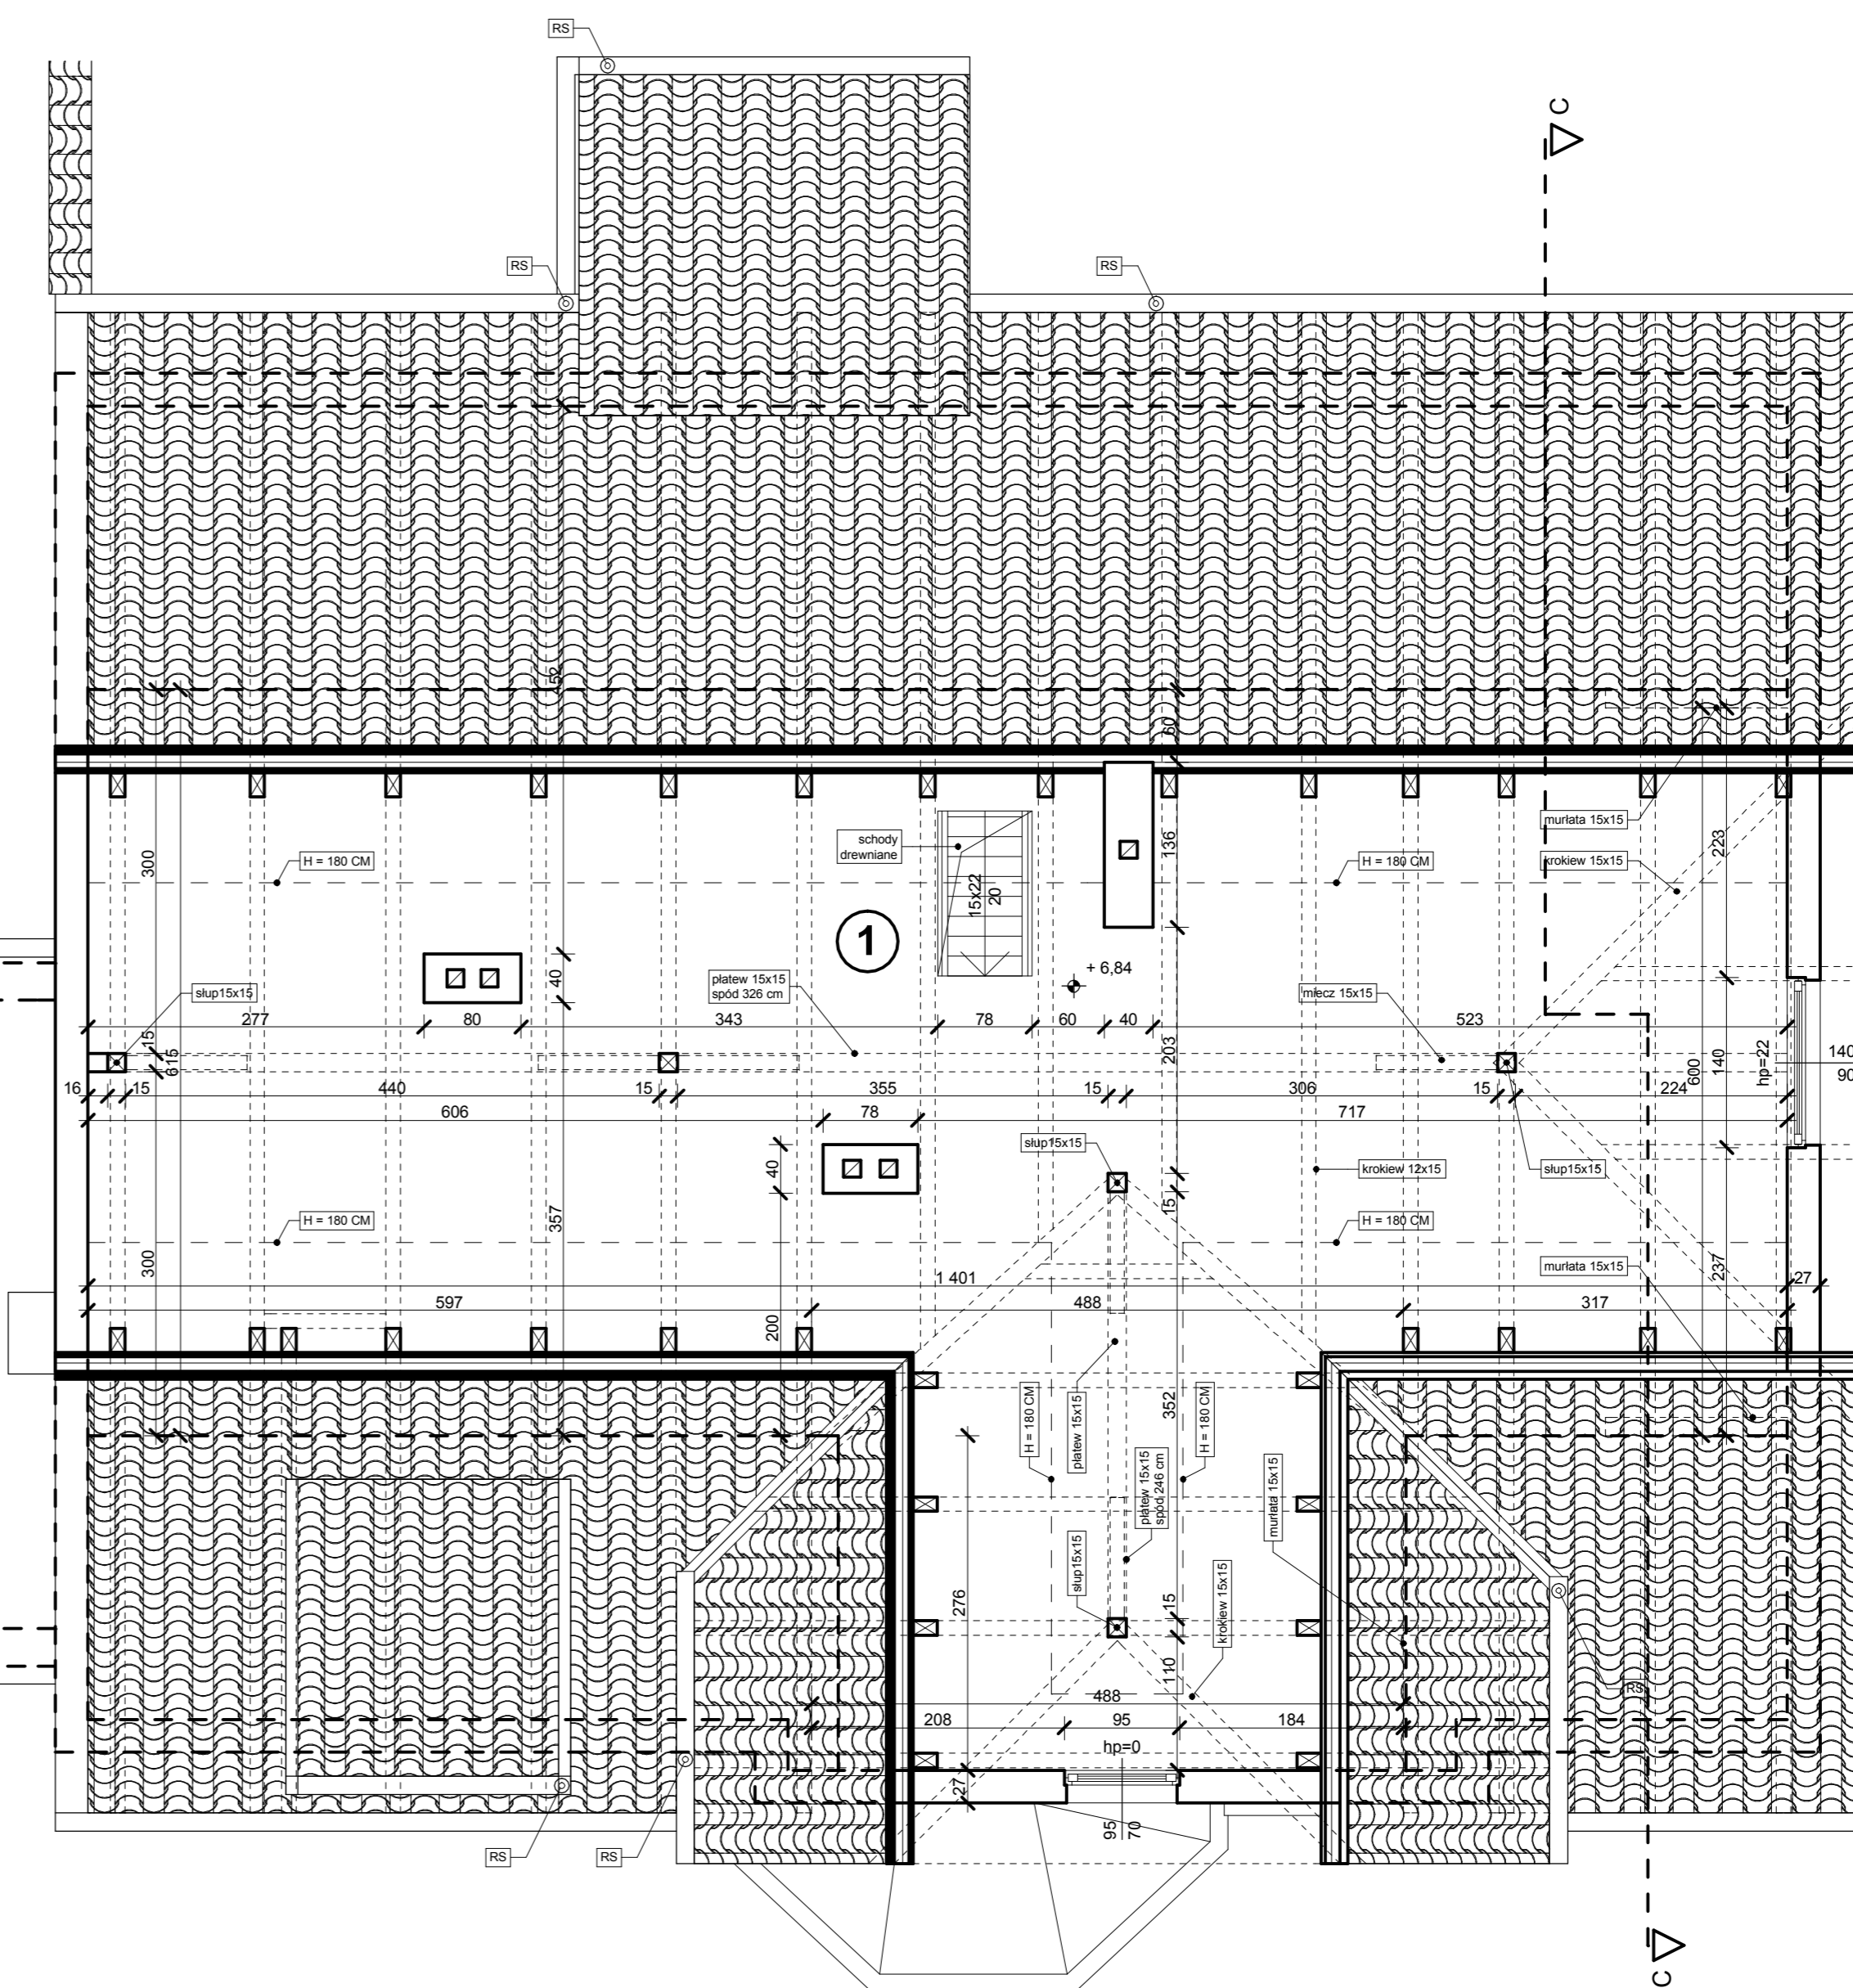 RS
C
RS
RS
452
60
murłata 15x15
schody
drewniane
136
223
H = 180 CM
H = 180 CM
krokiew 15x15
300
15x22
20
1
+ 6,84
40
słup15x15
płatew 15x15
spód 326 cm
miecz 15x15
277
80
343
78
60
40
523
15
615
203
600
140
hp=22
140
90
16
15
440
15
355
15
306
15
224
606
78
717
słup15x15
40
krokiew 12x15
słup15x15
15
H = 180 CM
357
H = 180 CM
300
murłata 15x15
237
1 401
27
597
488
317
200
H = 180 CM
płatew 15x15
352
H = 180 CM
płatew 15x15
spód 246 cm
murłata 15x15
276
słup15x15
15
krokiew 15x15
110
RS
488
208
95
184
hp=0
27
95
70
RS
RS
C